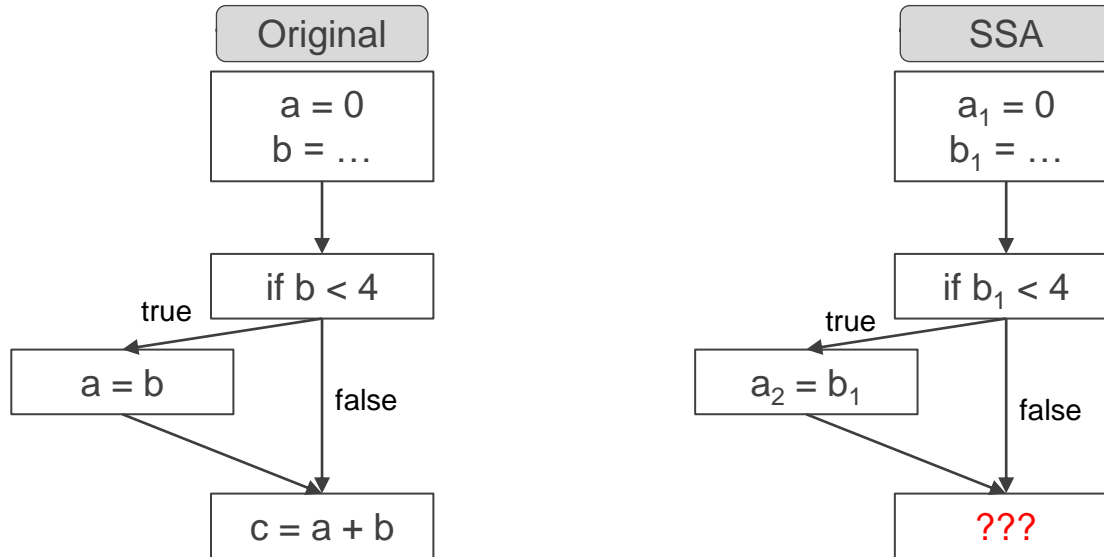 Original
a = 0
b = …
if b < 4
true
a = b
false
c = a + b
SSA
a₁ = 0
b₁ = …
if b₁ < 4
true
a₂ = b₁
false
???